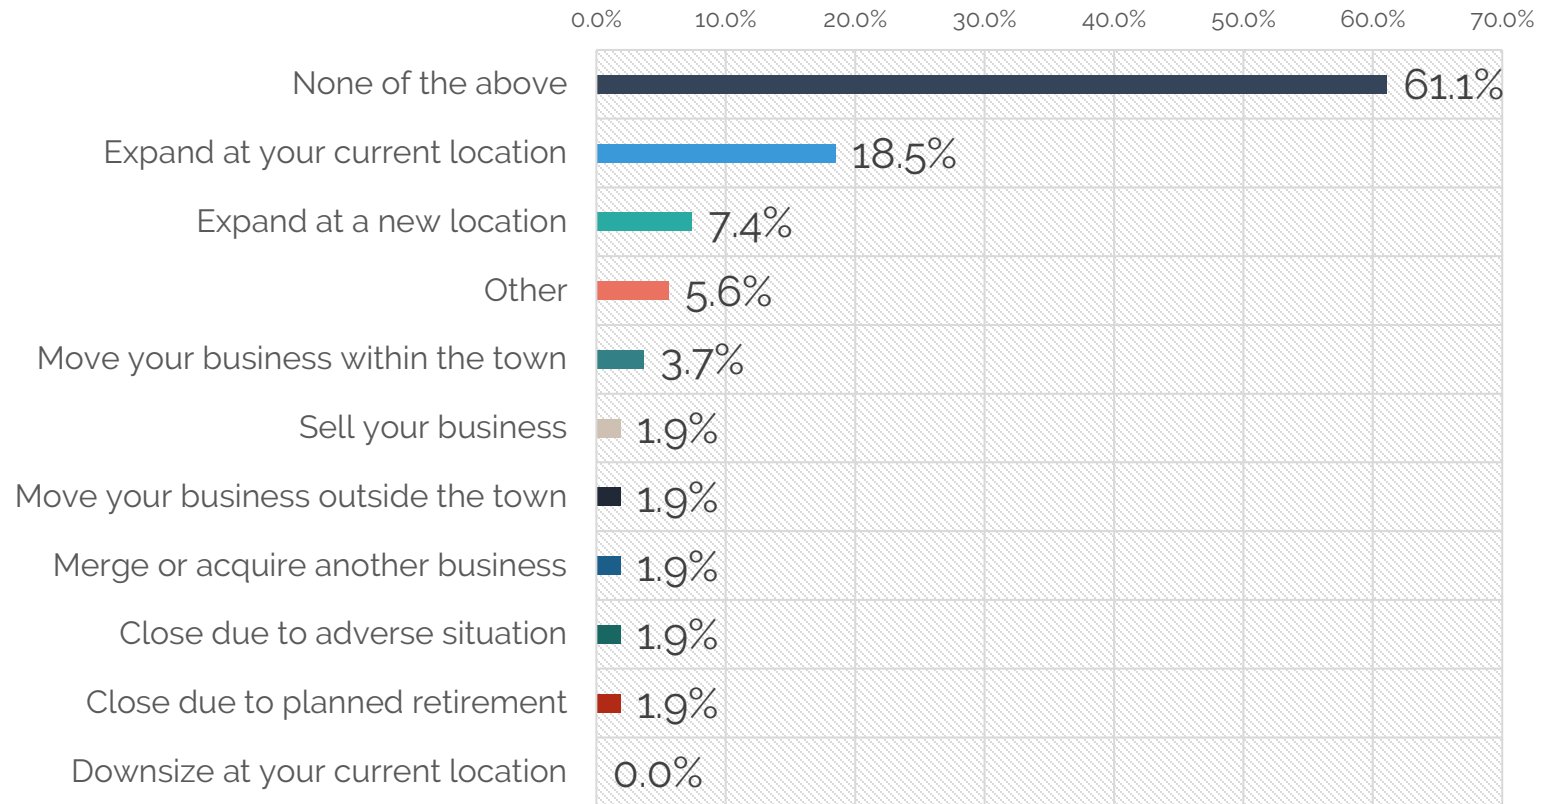 0.0% 10.0% 20.0% 30.0% 40.0% 50.0% 60.0% 70.0%
None of the above 61.1%
Expand at your current location 18.5%
Expand at a new location 7.4%
Other 5.6%
Move your business within the town 3.7%
Sell your business 1.9%
Move your business outside the town 1.9%
Merge or acquire another business 1.9%
Close due to adverse situation 1.9%
Close due to planned retirement 1.9%
Downsize at your current location 0.0%